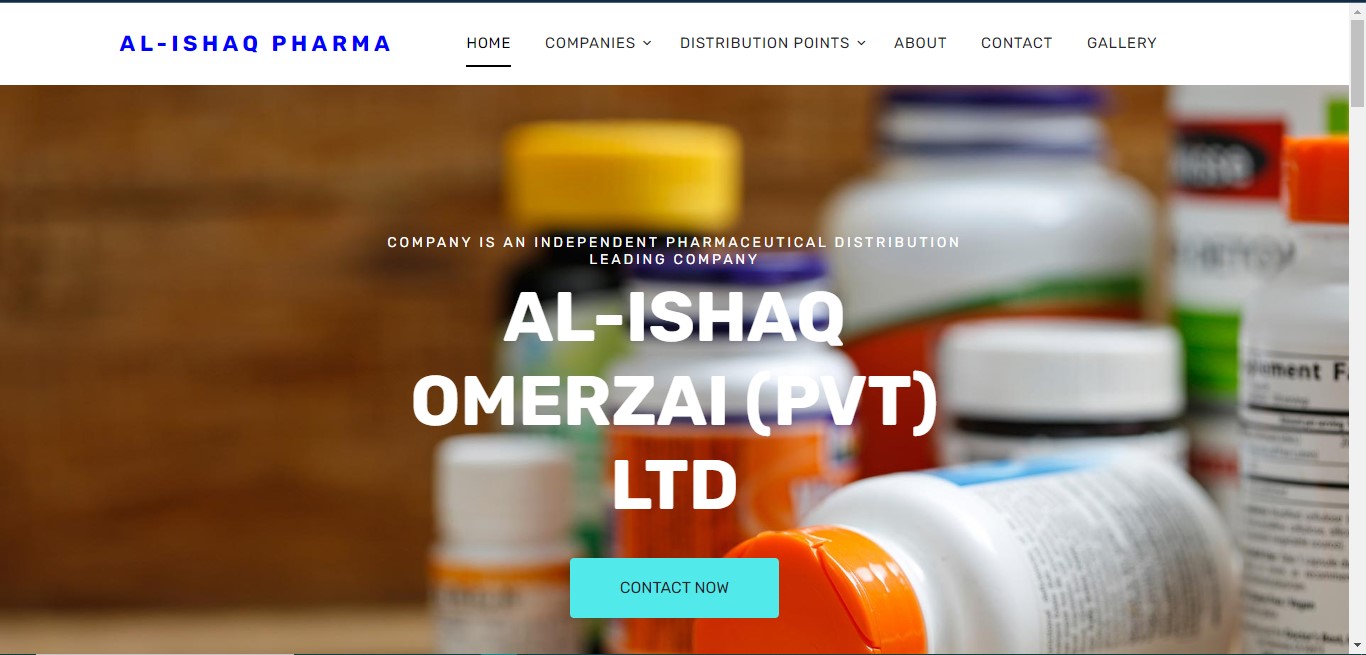 AL-ISHAQ PHARMA
HOME
COMPANIES
DISTRIBUTION POINTS
ABOUT
CONTACT
GALLERY
COMPANY IS AN INDEPENDENT PHARMACEUTICAL DISTRIBUTION
LEADING COMPANY
AL-ISHAQ
OMERZAI (PVT)
LTD
CONTACT NOW